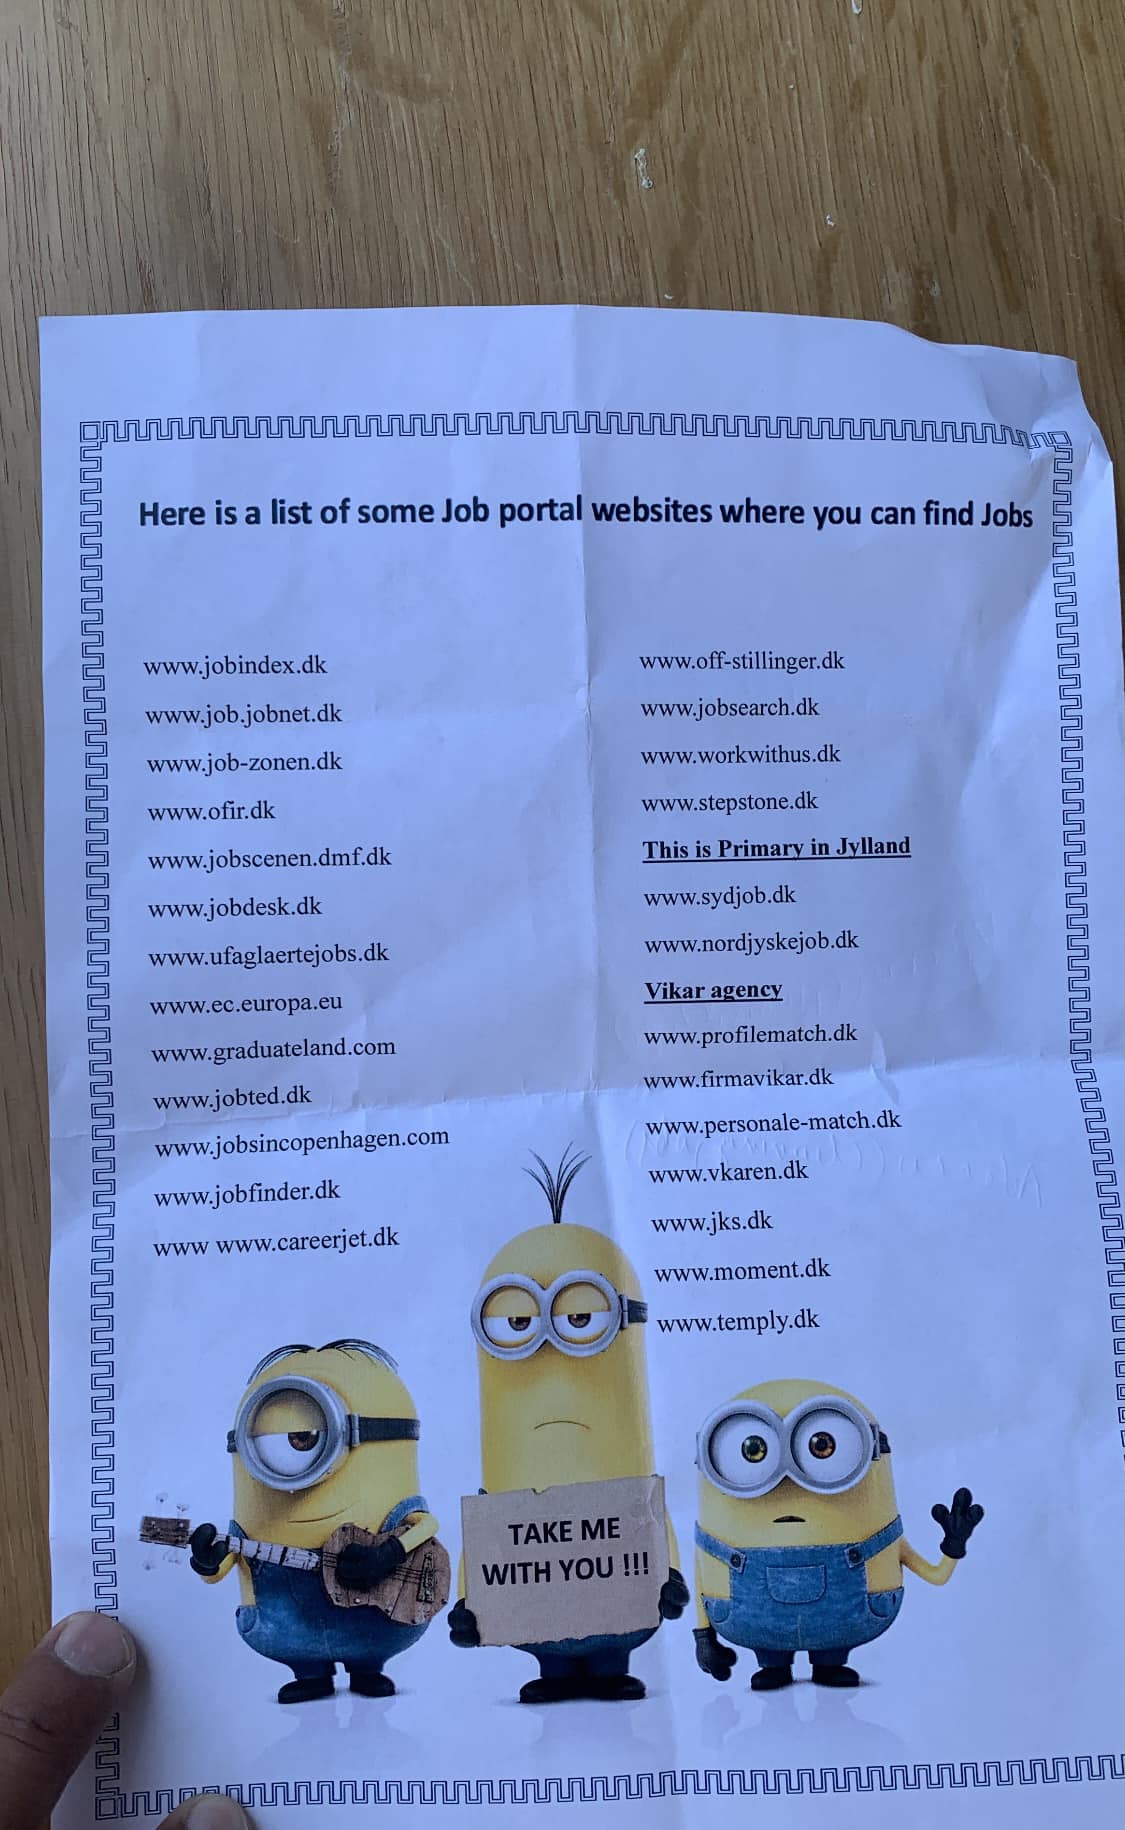 Here is a list of some Job portal websites where you can find Jobs
www.jobindex.dk
www.job.jobnet.dk
www.job-zonen.dk
www.ofir.dk
www.jobscenen.dmf.dk
www.jobdesk.dk
www.ufaglaertejobs.dk
www.ec.europa.eu
www.graduateland.com
www.jobted.dk
www.jobsincopenhagen.com
www.jobfinder.dk
www www.careerjet.dk
www.off-stillinger.dk
www.jobsearch.dk
www.workwithus.dk
www.stepstone.dk
This is Primary in Jylland
www.sydjob.dk
www.nordjyskejob.dk
Vikar agency
www.profilematch.dk
www.firmavikar.dk
www.personale-match.dk
www.vkaren.dk
www.jks.dk
www.moment.dk
www.temply.dk
TAKE ME
WITH YOU !!!